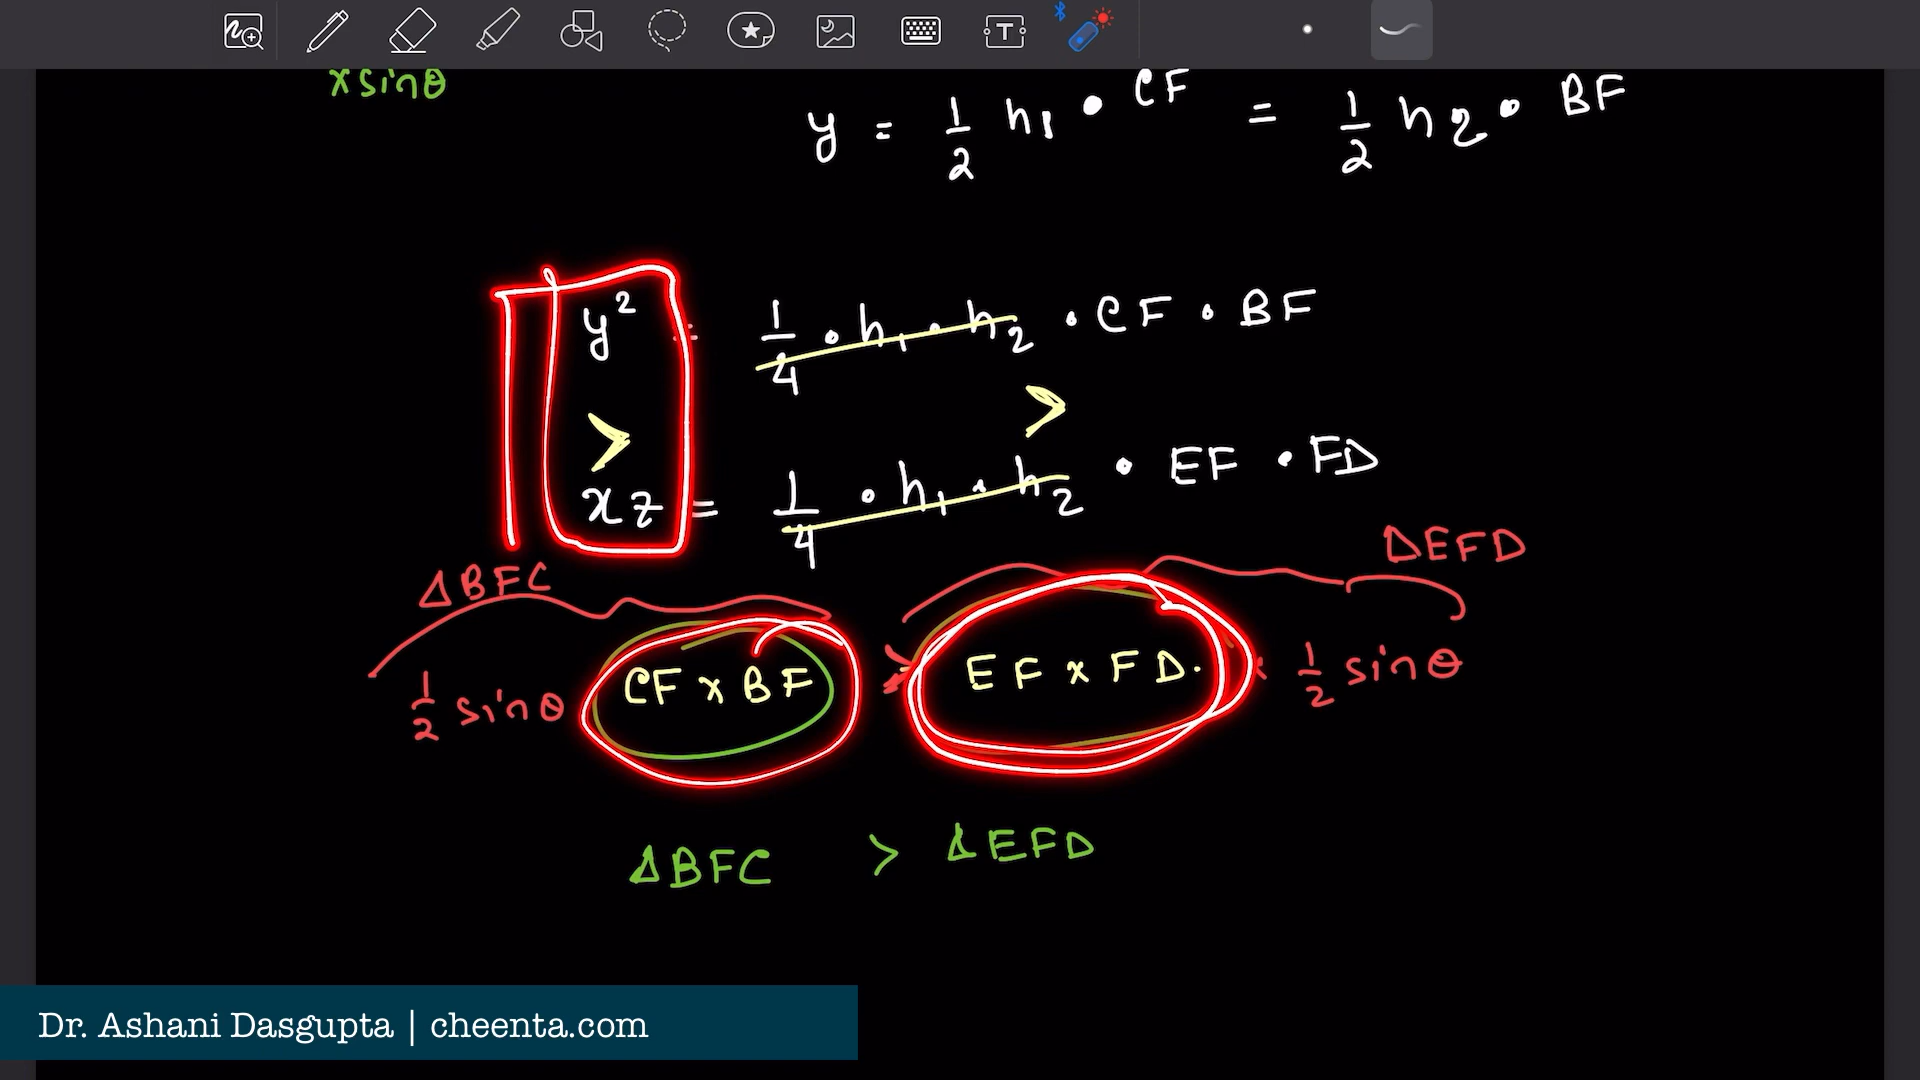 x sinθ
y = 1/2 h₁ • CF = 1/2 h₂ • BF
y² = 1/4 • h₁ • h₂ • CF • BF
> >
xz = 1/4 • h₁ • h₂ • EF • FD
ΔBFC ΔEFD
1/2 sinθ CF x BF > EF x FD. x 1/2 sinθ
ΔBFC > ΔEFD
Dr. Ashani Dasgupta | cheenta.com